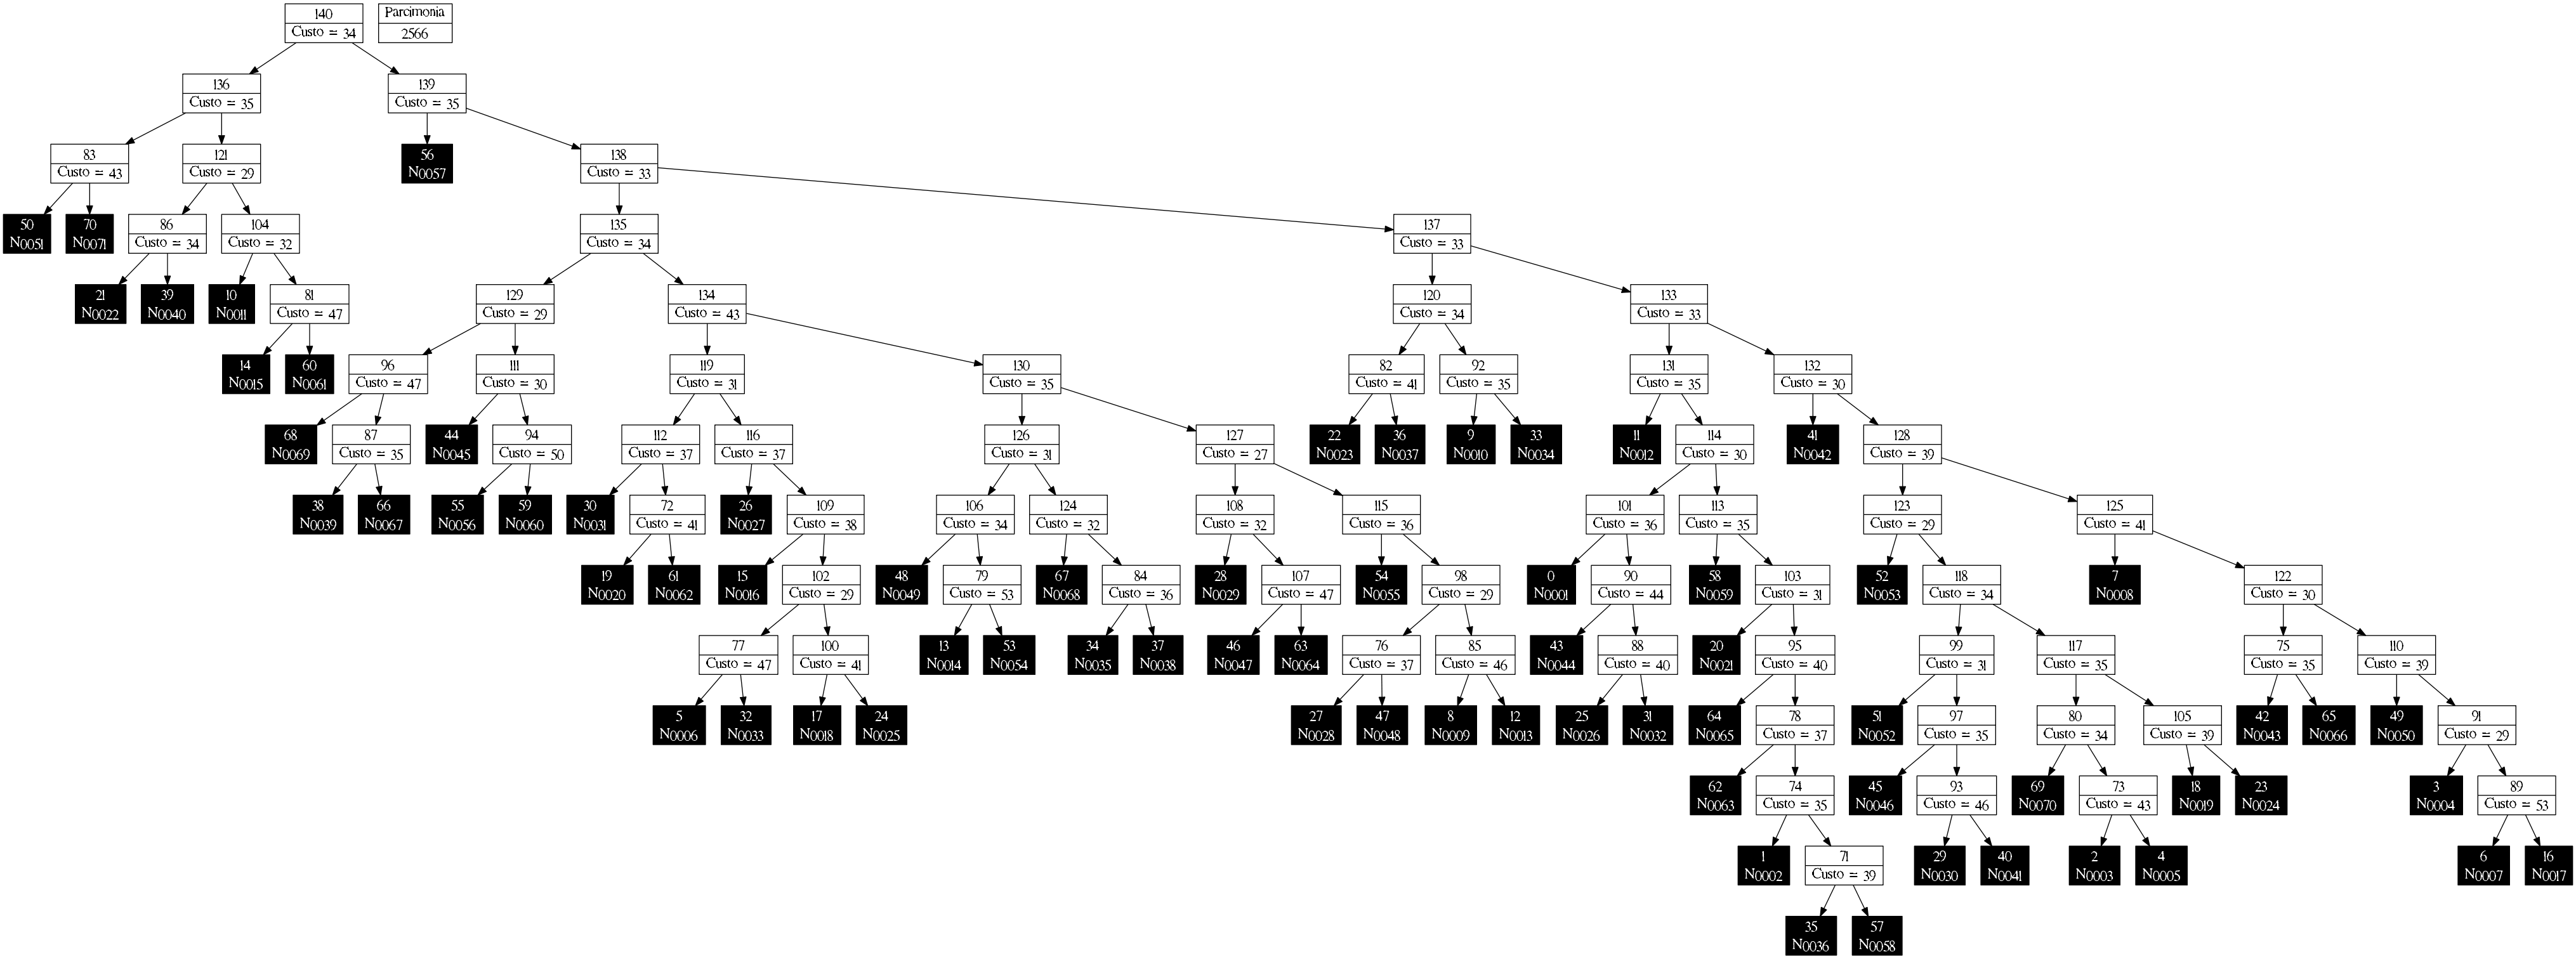 140
Custo = 34
Parcimonia
2566
136
Custo = 35
139
Custo = 35
83
Custo = 43
121
Custo = 29
56
N0057
138
Custo = 33
50
N0051
70
N0071
86
Custo = 34
104
Custo = 32
135
Custo = 34
137
Custo = 33
21
N0022
39
N0040
10
N0011
81
Custo = 47
129
Custo = 29
134
Custo = 43
120
Custo = 34
133
Custo = 33
14
N0015
60
N0061
96
Custo = 47
111
Custo = 30
119
Custo = 31
130
Custo = 35
82
Custo = 41
92
Custo = 35
131
Custo = 35
132
Custo = 30
68
N0069
87
Custo = 35
44
N0045
94
Custo = 50
112
Custo = 37
116
Custo = 37
126
Custo = 31
127
Custo = 27
22
N0023
36
N0037
9
N0010
33
N0034
11
N0012
114
Custo = 30
41
N0042
128
Custo = 39
38
N0039
66
N0067
55
N0056
59
N0060
30
N0031
72
Custo = 41
26
N0027
109
Custo = 38
106
Custo = 34
124
Custo = 32
108
Custo = 32
115
Custo = 36
101
Custo = 36
113
Custo = 35
123
Custo = 29
125
Custo = 41
19
N0020
61
N0062
15
N0016
102
Custo = 29
48
N0049
79
Custo = 53
67
N0068
84
Custo = 36
28
N0029
107
Custo = 47
54
N0055
98
Custo = 29
0
N0001
90
Custo = 44
58
N0059
103
Custo = 31
52
N0053
118
Custo = 34
7
N0008
122
Custo = 30
77
Custo = 47
100
Custo = 41
13
N0014
53
N0054
34
N0035
37
N0038
46
N0047
63
N0064
76
Custo = 37
85
Custo = 46
43
N0044
88
Custo = 40
20
N0021
95
Custo = 40
99
Custo = 31
117
Custo = 35
75
Custo = 35
110
Custo = 39
5
N0006
32
N0033
17
N0018
24
N0025
27
N0028
47
N0048
8
N0009
12
N0013
25
N0026
31
N0032
64
N0065
78
Custo = 37
51
N0052
97
Custo = 35
80
Custo = 34
105
Custo = 39
42
N0043
65
N0066
49
N0050
91
Custo = 29
62
N0063
74
Custo = 35
45
N0046
93
Custo = 46
69
N0070
73
Custo = 43
18
N0019
23
N0024
3
N0004
89
Custo = 53
1
N0002
71
Custo = 39
29
N0030
40
N0041
2
N0003
4
N0005
6
N0007
16
N0017
35
N0036
57
N0058